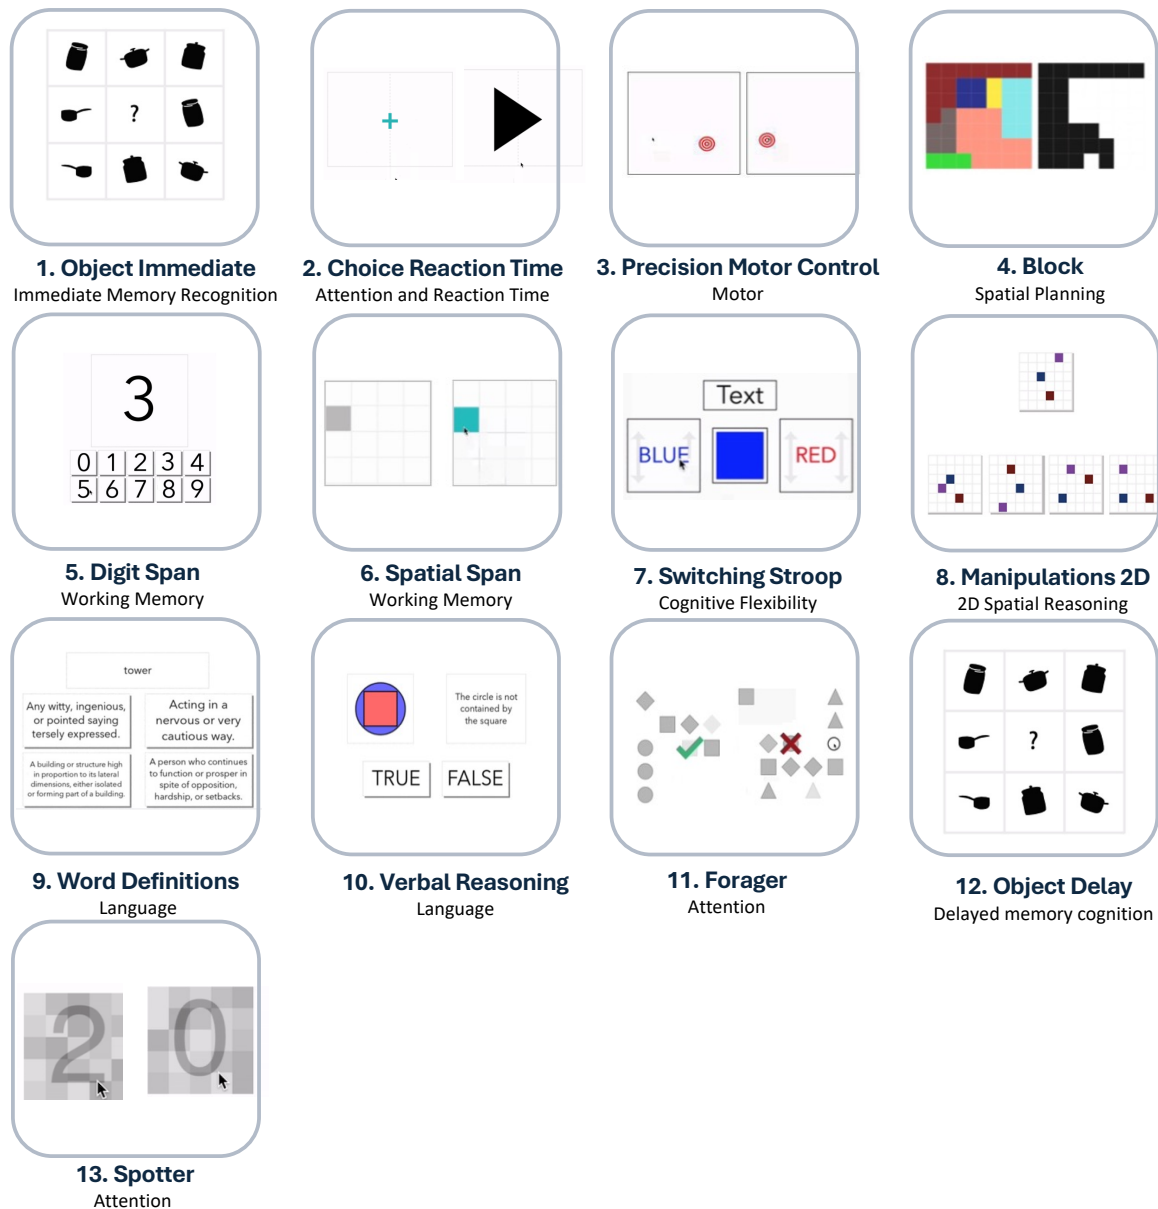 ?
1. Object Immediate
Immediate Memory Recognition
+
2. Choice Reaction Time
Attention and Reaction Time
3. Precision Motor Control
Motor
4. Block
Spatial Planning
3
0 1 2 3 4
5 6 7 8 9
5. Digit Span
Working Memory
6. Spatial Span
Working Memory
Text
BLUE
RED
7. Switching Stroop
Cognitive Flexibility
8. Manipulations 2D
2D Spatial Reasoning
tower
Any witty, ingenious,
or pointed saying
tersely expressed.
Acting in a
nervous or very
cautious way.
A building or structure high
in proportion to its lateral
dimensions, either isolated
or forming part of a building.
A person who continues
to function or prosper in
spite of opposition,
hardship, or setbacks.
9. Word Definitions
Language
The circle is not
contained by
the square
TRUE
FALSE
10. Verbal Reasoning
Language
11. Forager
Attention
?
12. Object Delay
Delayed memory cognition
2
0
13. Spotter
Attention